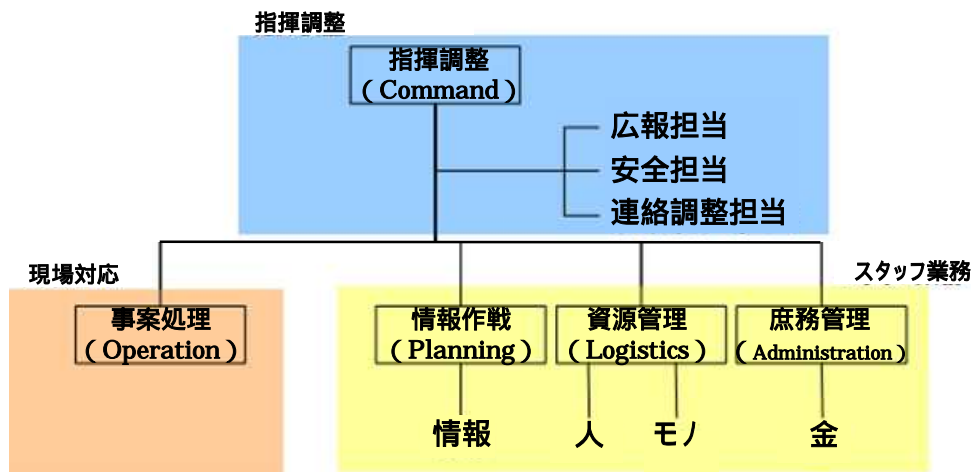 指揮調整
指揮調整
(Command)
広報担当
安全担当
連絡調整担当
現場対応
スタッフ業務
事案処理
(Operation)
情報作戦
(Planning)
資源管理
(Logistics)
庶務管理
(Administration)
情報
人
モノ
金